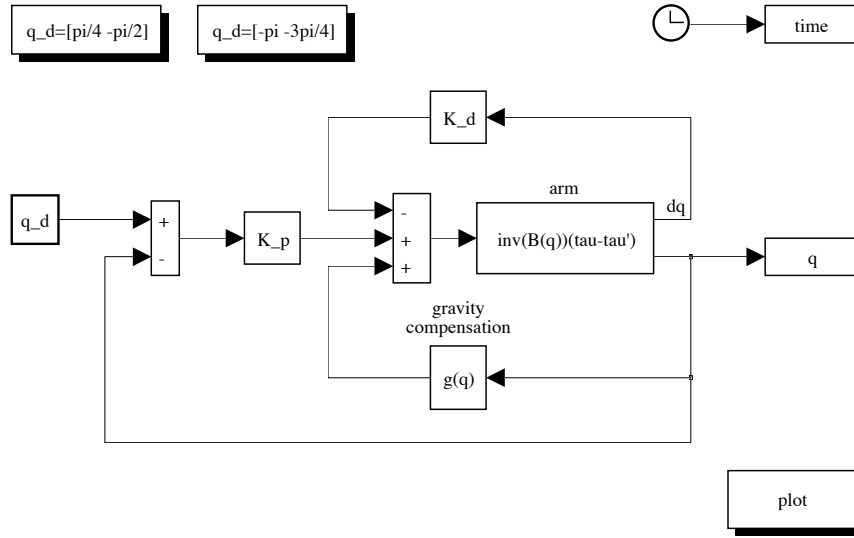 q_d=[pi/4 -pi/2]
q_d=[-pi -3pi/4]
time
K_d
arm
dq
q_d
+
-
K_p
-
+
+
inv(B(q))(tau-tau')
q
gravity
compensation
g(q)
plot